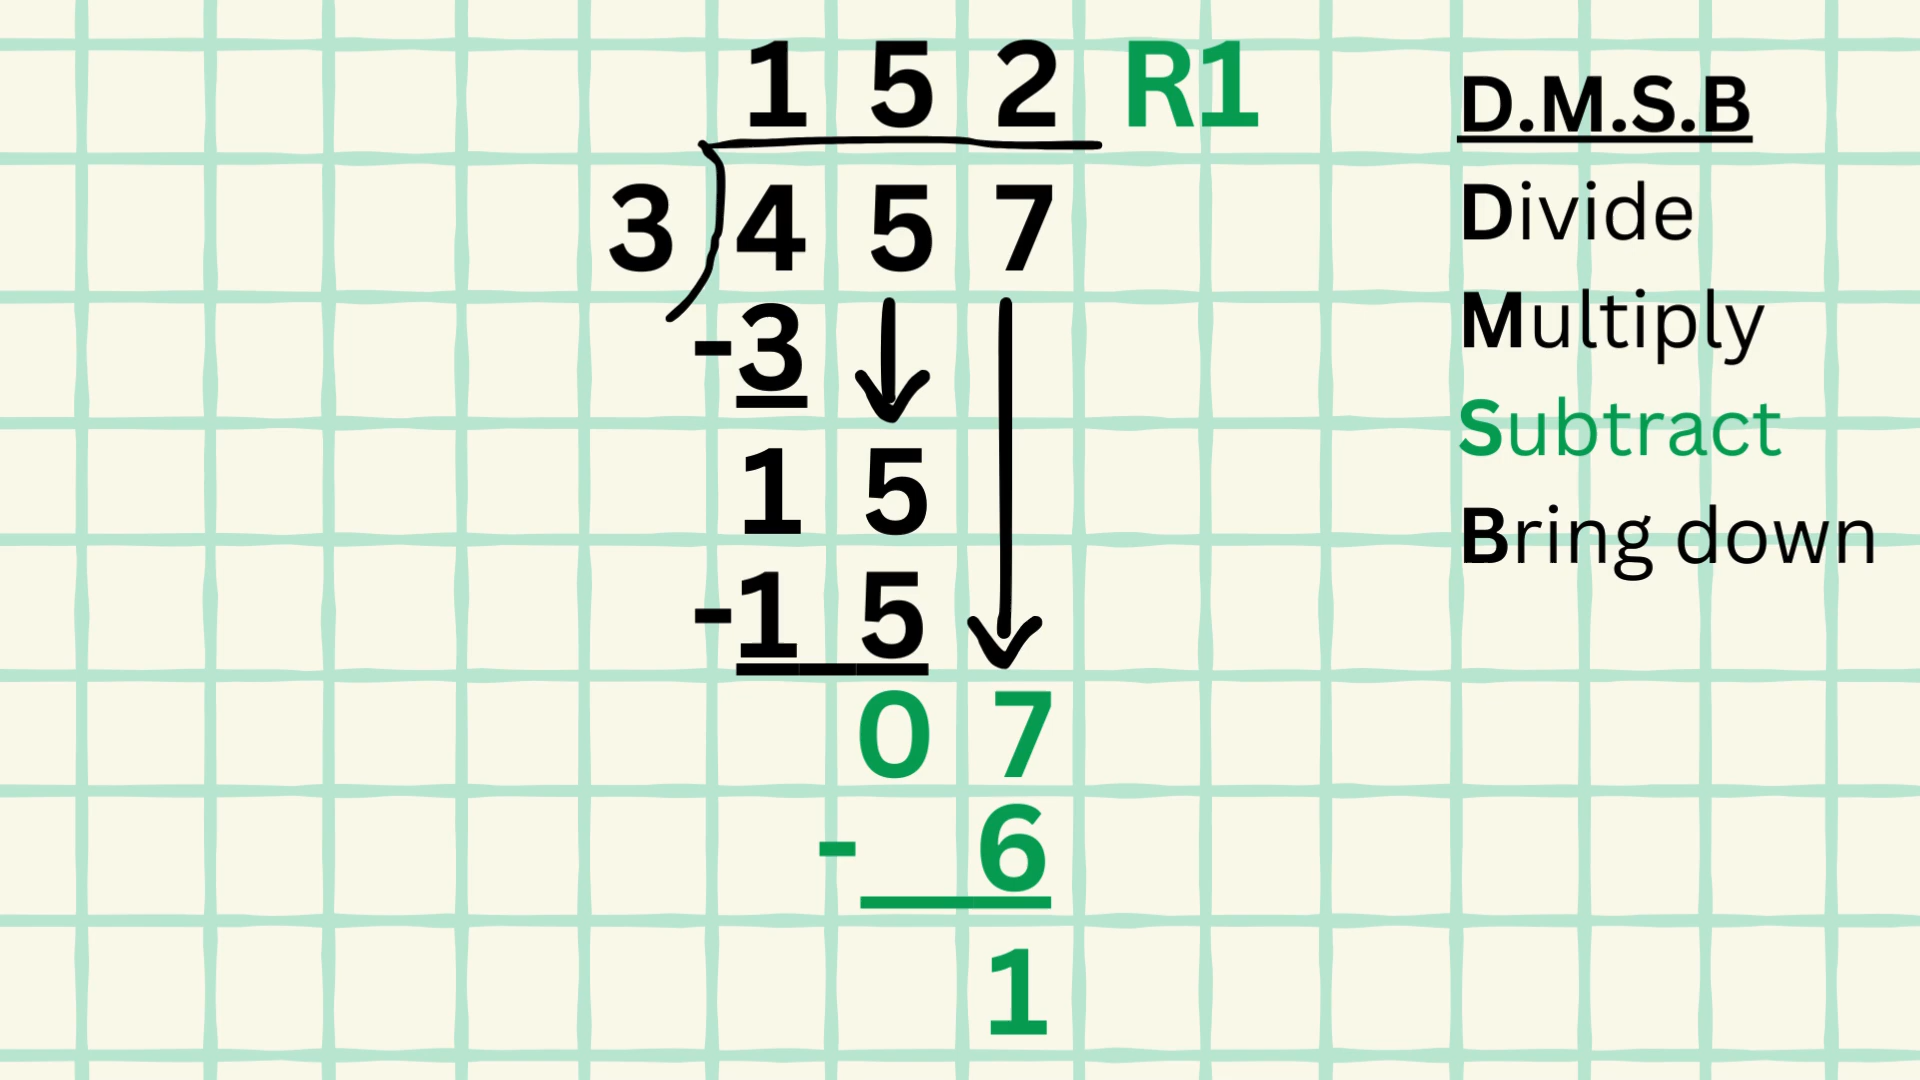 1 5 2 R1
3 4 5 7
-3
1 5
-1 5
0 7
- 6
1
D.M.S.B
Divide
Multiply
Subtract
Bring down